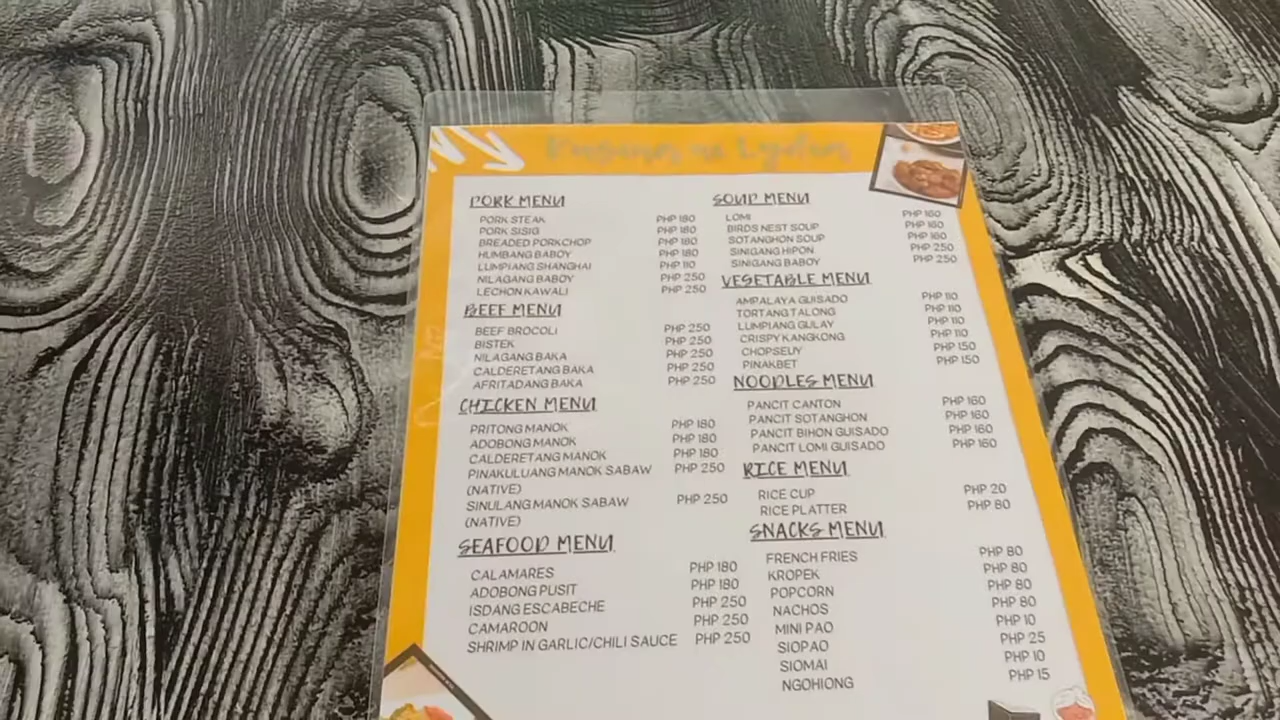 PORK MENU
PORK STEAK PHP 180
PORK SISIG PHP 180
BREADED PORKCHOP PHP 180
HUMBANG BABOY PHP 180
LUMPIANG SHANGHAI PHP 110
NILAGANG BABOY PHP 250
LECHON KAWALI PHP 250
BEEF MENU
BEEF BROCOLI PHP 250
BISTEK PHP 250
NILAGANG BAKA PHP 250
CALDERETANG BAKA PHP 250
AFRITADANG BAKA PHP 250
CHICKEN MENU
PRITONG MANOK PHP 180
ADOBONG MANOK PHP 180
CALDERETANG MANOK PHP 180
PINAKULUANG MANOK SABAW PHP 250
(NATIVE)
SINULANG MANOK SABAW PHP 250
(NATIVE)
SEAFOOD MENU
CALAMARES PHP 180
ADOBONG PUSIT PHP 180
ISDANG ESCABECHE PHP 250
CAMAROON PHP 250
SHRIMP IN GARLIC/CHILI SAUCE PHP 250
SOUP MENU
LOMI PHP 160
BIRDS NEST SOUP PHP 160
SOTANGHON SOUP PHP 160
SINIGANG HIPON PHP 250
SINIGANG BABOY PHP 250
VEGETABLE MENU
AMPALAYA GUISADO PHP 110
TORTANG TALONG PHP 110
LUMPIANG GULAY PHP 110
CRISPY KANGKONG PHP 110
CHOPSEUY PHP 150
PINAKBET PHP 150
NOODLES MENU
PANCIT CANTON PHP 160
PANCIT SOTANGHON PHP 160
PANCIT BIHON GUISADO PHP 160
PANCIT LOMI GUISADO PHP 160
RICE MENU
RICE CUP PHP 20
RICE PLATTER PHP 80
SNACKS MENU
FRENCH FRIES PHP 80
KROPEK PHP 80
POPCORN PHP 80
NACHOS PHP 80
MINI PAO PHP 10
SIOPAO PHP 25
SIOMAI PHP 10
NGOHIONG PHP 15